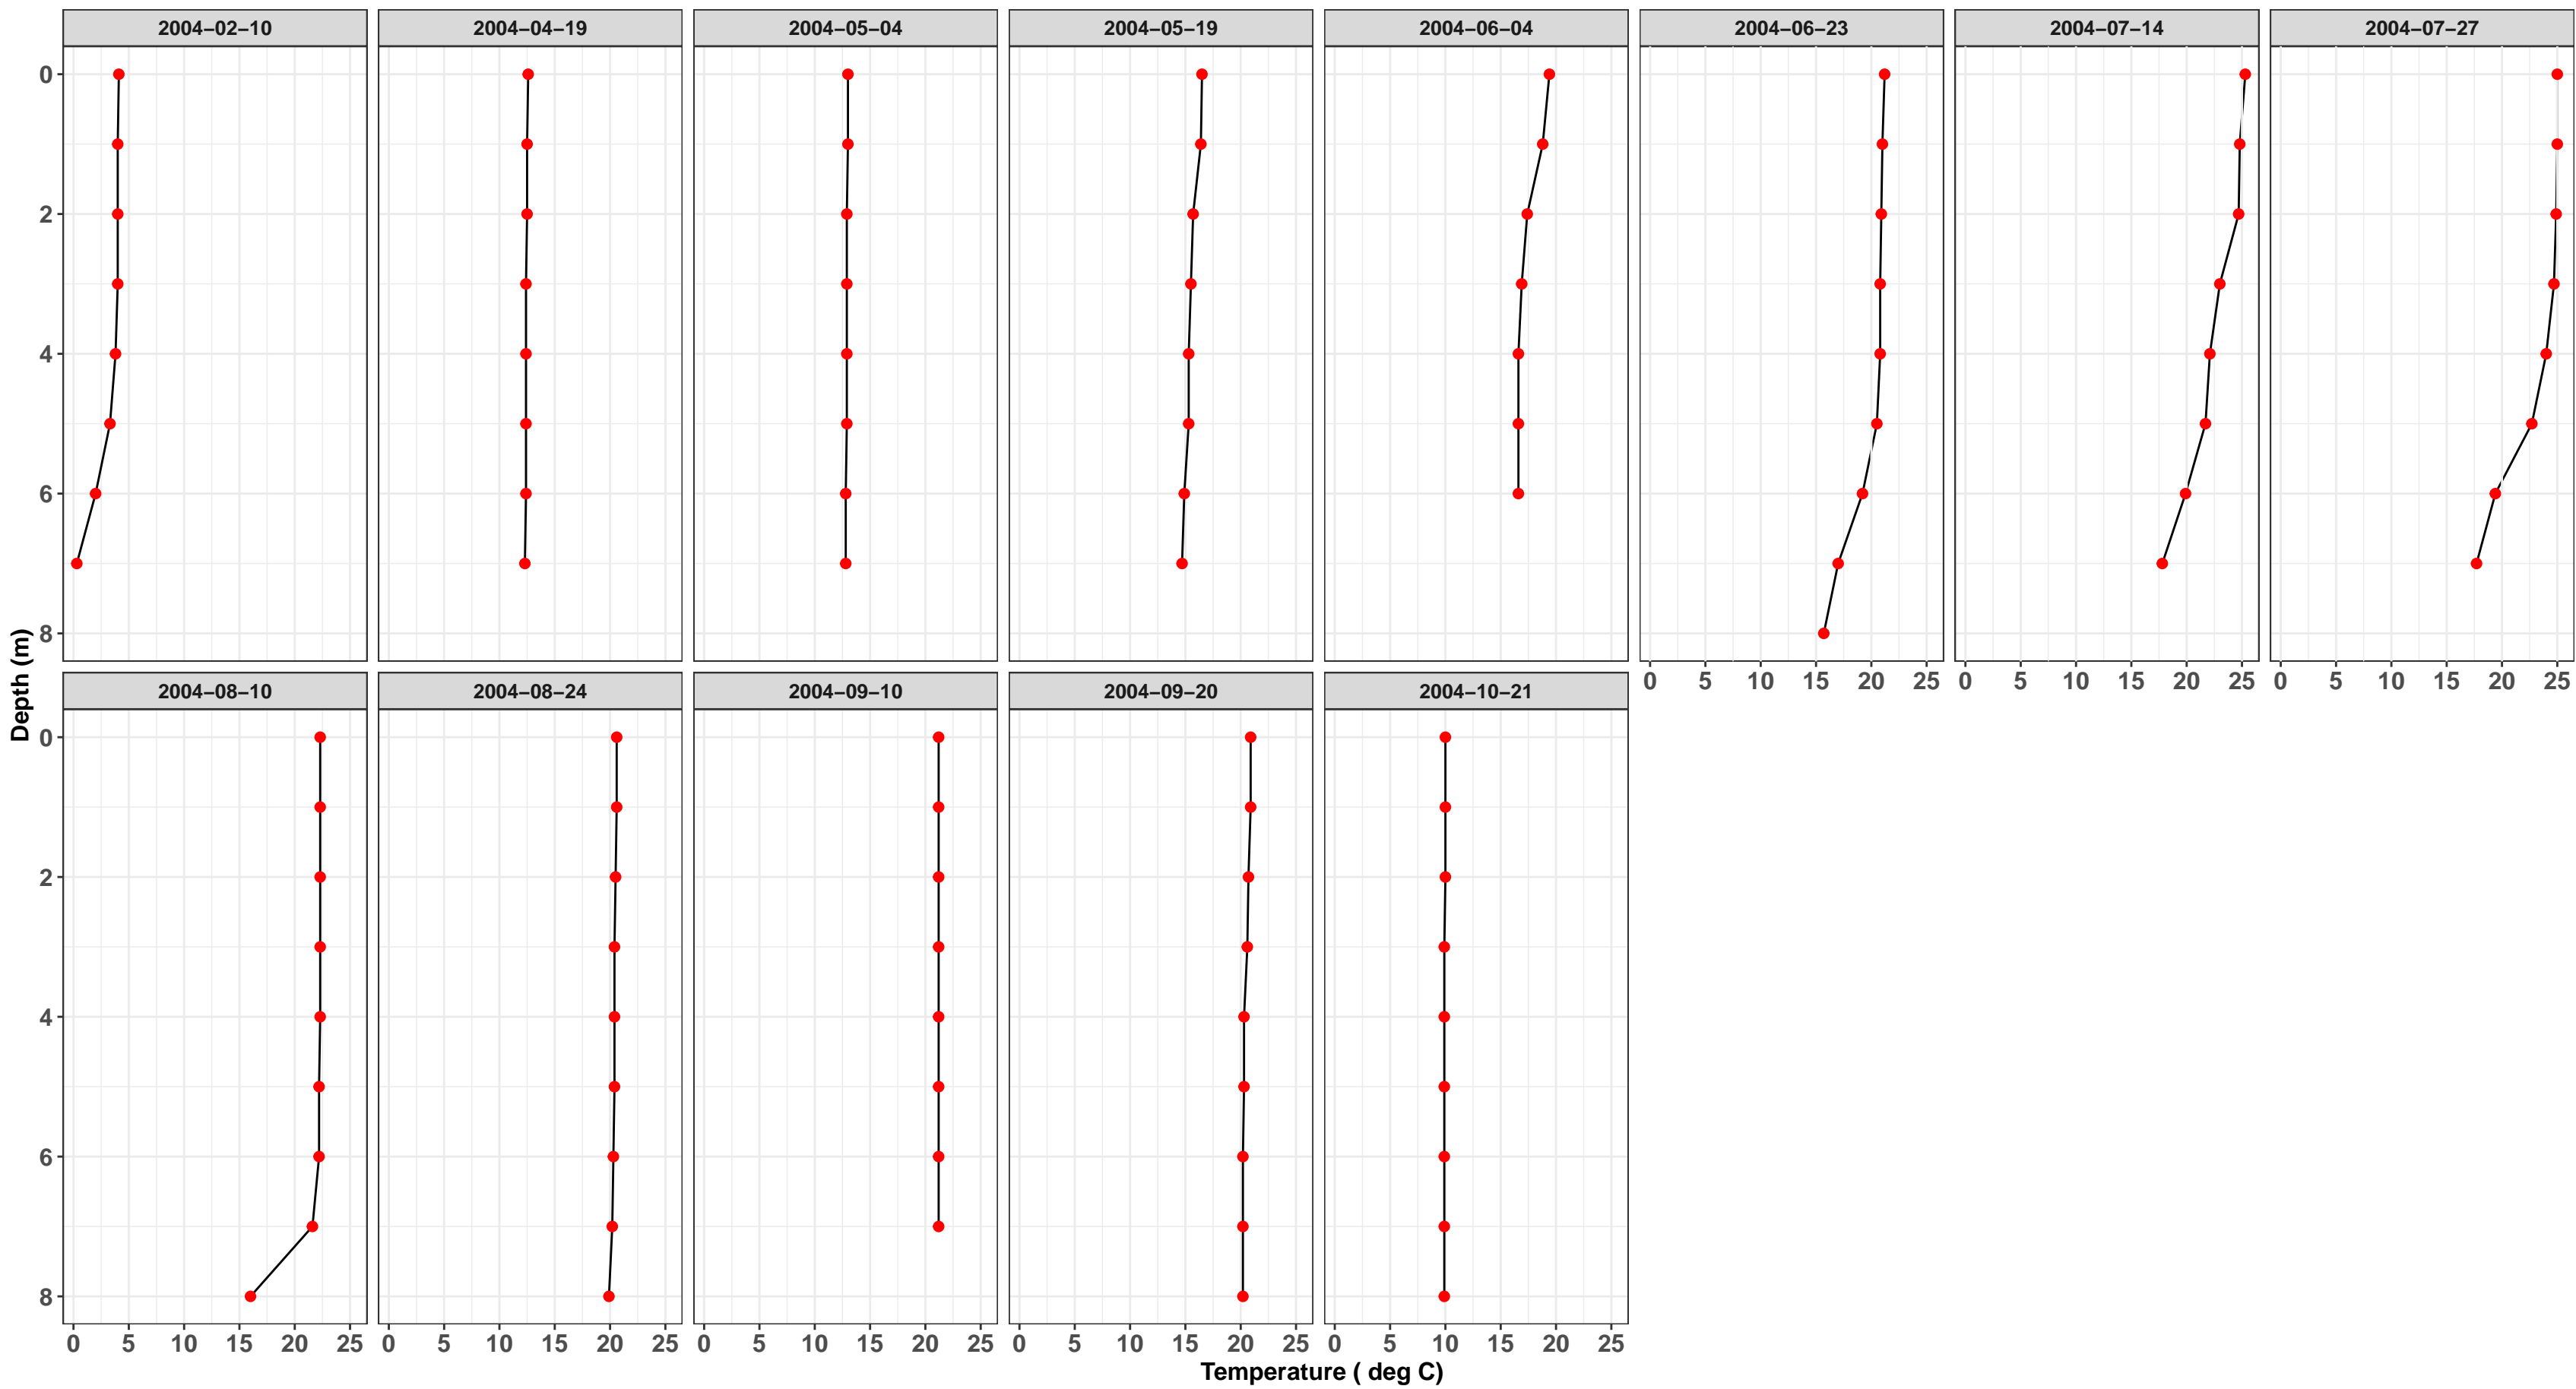 2004−02−10 2004−04−19 2004−05−04 2004−05−19 2004−06−04 2004−06−23 2004−07−14 2004−07−27
0
2
4
6
8
0 5 10 15 20 25 0 5 10 15 20 25 0 5 10 15 20 25
2004−08−10 2004−08−24 2004−09−10 2004−09−20 2004−10−21
0
2
4
6
8
0 5 10 15 20 25 0 5 10 15 20 25 0 5 10 15 20 25 0 5 10 15 20 25 0 5 10 15 20 25
Temperature ( deg C)
Depth (m)